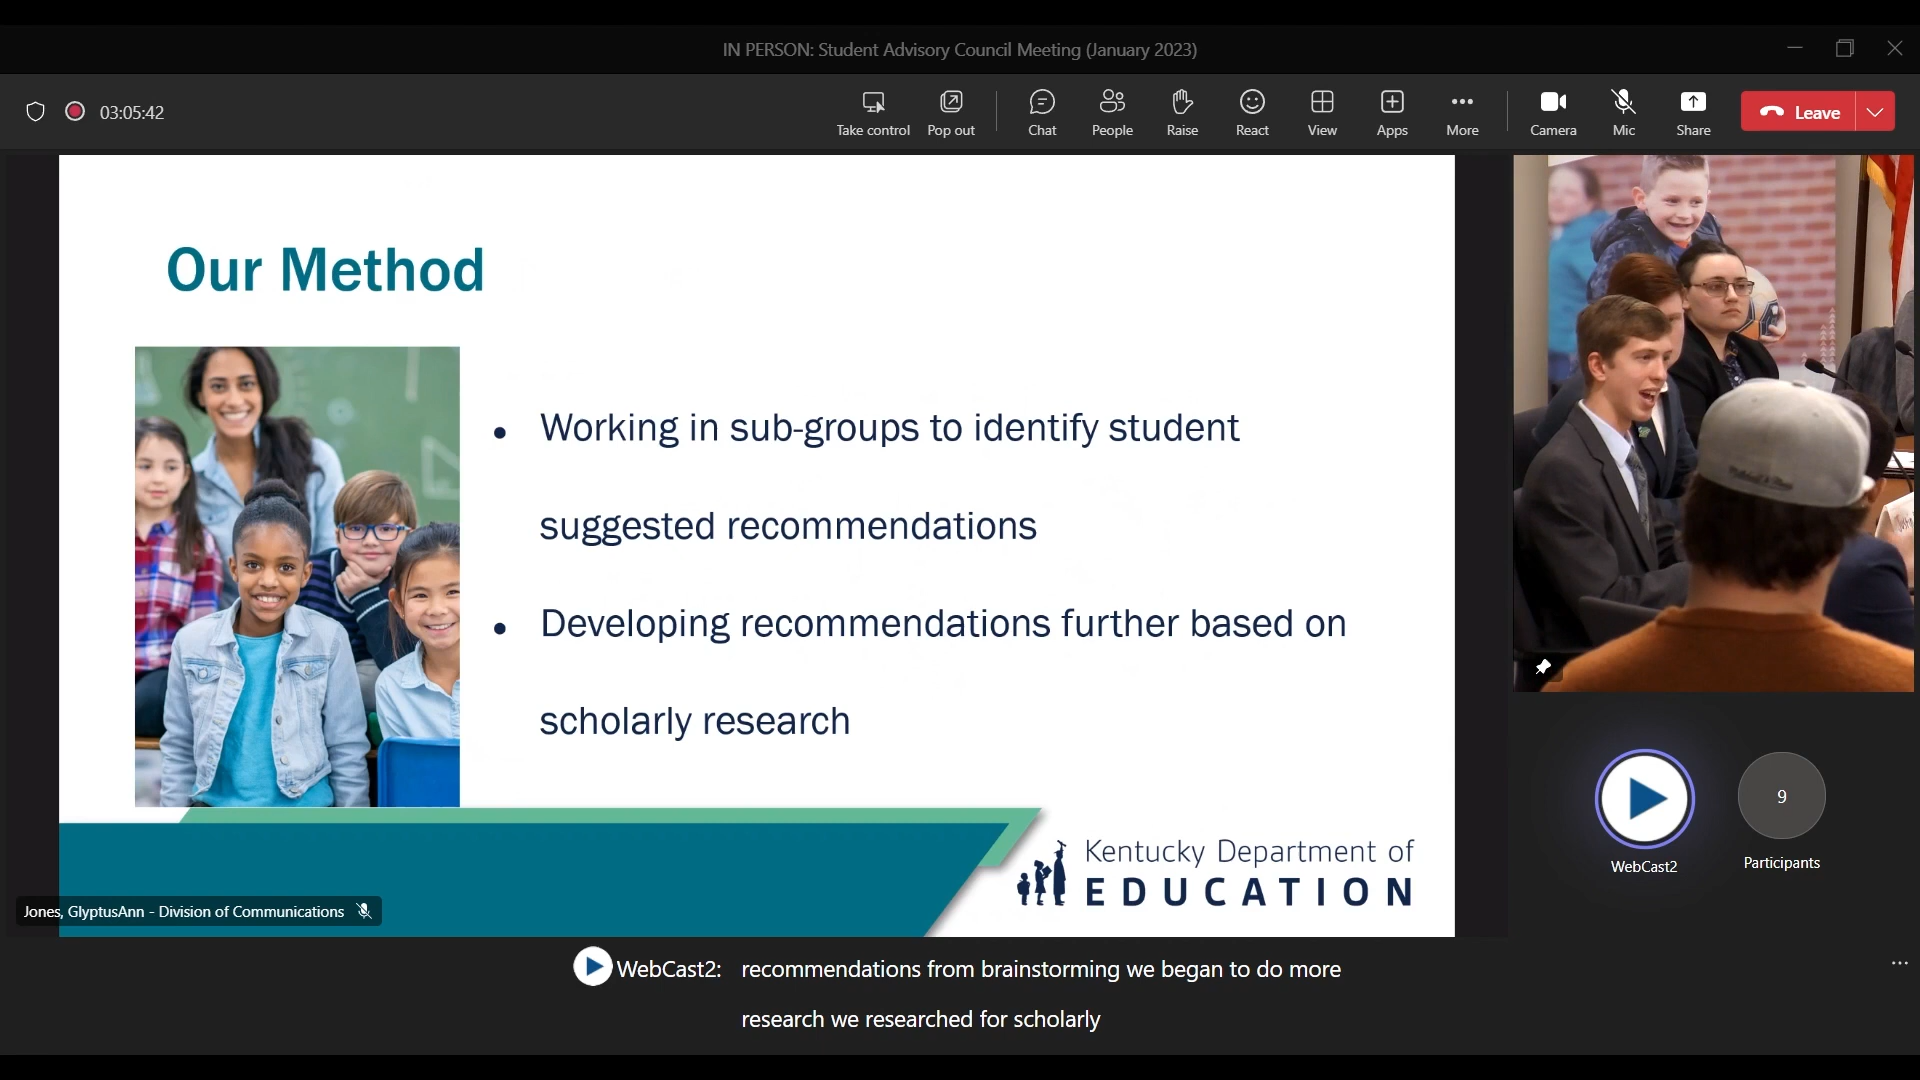 IN PERSON: Student Advisory Council Meeting (January 2023)
03:05:42
Take control
Pop out
Chat
People
Raise
React
View
Apps
More
Camera
Mic
Share
Leave
Our Method
• Working in sub-groups to identify student
suggested recommendations
• Developing recommendations further based on
scholarly research
Kentucky Department of
EDUCATION
Jones, GlyptusAnn - Division of Communications
WebCast2
9
Participants
WebCast2: recommendations from brainstorming we began to do more
research we researched for scholarly